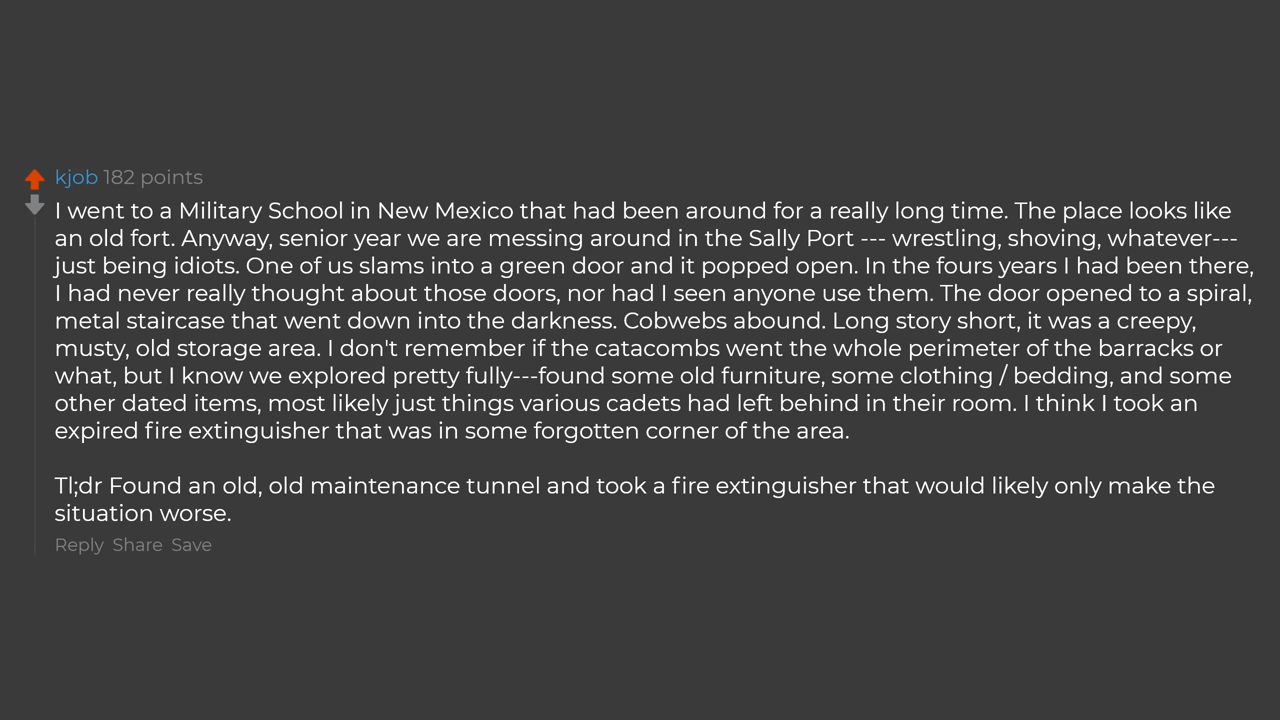 kjob 182 points
I went to a Military School in New Mexico that had been around for a really long time. The place looks like
an old fort. Anyway, senior year we are messing around in the Sally Port --- wrestling, shoving, whatever---
just being idiots. One of us slams into a green door and it popped open. In the fours years I had been there,
I had never really thought about those doors, nor had I seen anyone use them. The door opened to a spiral,
metal staircase that went down into the darkness. Cobwebs abound. Long story short, it was a creepy,
musty, old storage area. I don't remember if the catacombs went the whole perimeter of the barracks or
what, but I know we explored pretty fully---found some old furniture, some clothing / bedding, and some
other dated items, most likely just things various cadets had left behind in their room. I think I took an
expired fire extinguisher that was in some forgotten corner of the area.
Tl;dr Found an old, old maintenance tunnel and took a fire extinguisher that would likely only make the
situation worse.
Reply Share Save